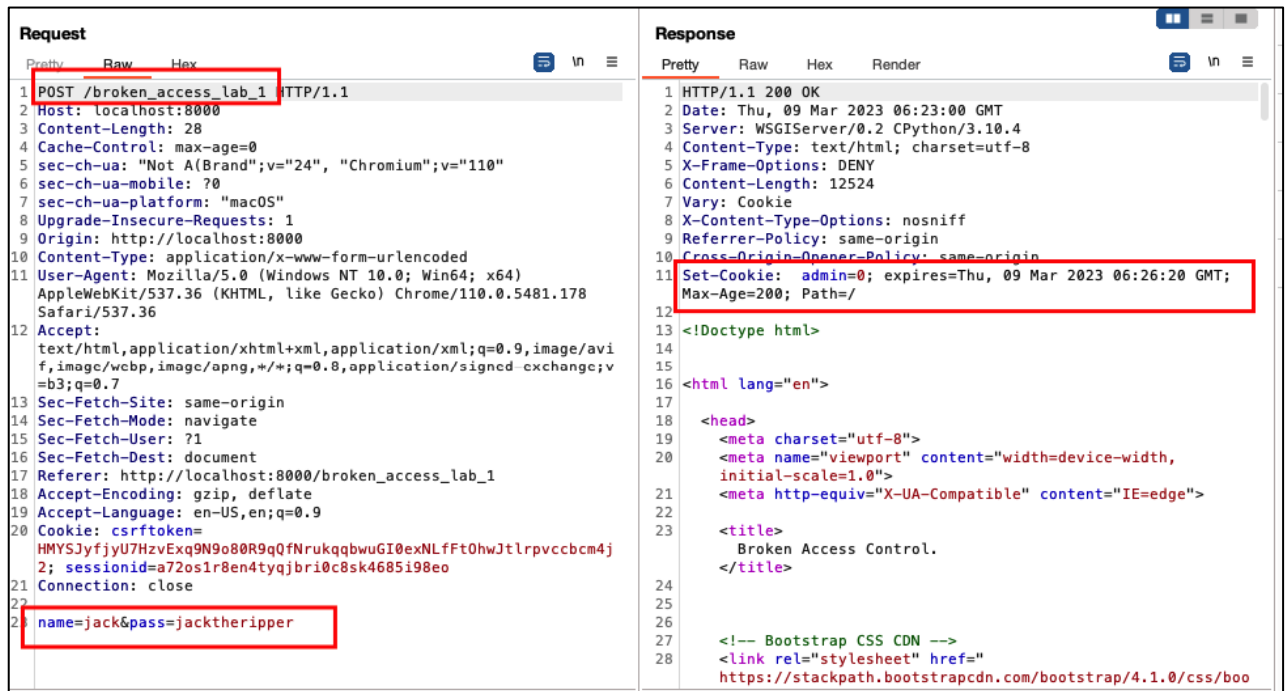 Request
Pretty Raw Hex
\n
1 POST /broken_access_lab_1 HTTP/1.1
2 Host: localhost:8000
3 Content-Length: 28
4 Cache-Control: max-age=0
5 sec-ch-ua: "Not A(Brand";v="24", "Chromium";v="110"
6 sec-ch-ua-mobile: ?0
7 sec-ch-ua-platform: "macOS"
8 Upgrade-Insecure-Requests: 1
9 Origin: http://localhost:8000
10 Content-Type: application/x-www-form-urlencoded
11 User-Agent: Mozilla/5.0 (Windows NT 10.0; Win64; x64)
AppleWebKit/537.36 (KHTML, like Gecko) Chrome/110.0.5481.178
Safari/537.36
12 Accept:
text/html,application/xhtml+xml,application/xml;q=0.9,image/avi
f,image/webp,image/apng,*/*;q=0.8,application/signed-exchange;v
=b3;q=0.7
13 Sec-Fetch-Site: same-origin
14 Sec-Fetch-Mode: navigate
15 Sec-Fetch-User: ?1
16 Sec-Fetch-Dest: document
17 Referer: http://localhost:8000/broken_access_lab_1
18 Accept-Encoding: gzip, deflate
19 Accept-Language: en-US,en;q=0.9
20 Cookie: csrftoken=
HMYSJyfjyU7HzvExq9N9o80R9qQfNrukqqbwuGI0exNLfFtOhwJtlrpvccbcm4j
2; sessionid=a72os1r8en4tyqjbri0c8sk4685i98eo
21 Connection: close
22
23 name=jack&pass=jacktheripper
Response
Pretty Raw Hex Render
\n
1 HTTP/1.1 200 OK
2 Date: Thu, 09 Mar 2023 06:23:00 GMT
3 Server: WSGIServer/0.2 CPython/3.10.4
4 Content-Type: text/html; charset=utf-8
5 X-Frame-Options: DENY
6 Content-Length: 12524
7 Vary: Cookie
8 X-Content-Type-Options: nosniff
9 Referrer-Policy: same-origin
10 Cross-Origin-Opener-Policy: same-origin
11 Set-Cookie: admin=0; expires=Thu, 09 Mar 2023 06:26:20 GMT;
Max-Age=200; Path=/
12
13 <!Doctype html>
14
15
16 <html lang="en">
17
18 <head>
19 <meta charset="utf-8">
20 <meta name="viewport" content="width=device-width,
initial-scale=1.0">
21 <meta http-equiv="X-UA-Compatible" content="IE=edge">
22
23 <title>
Broken Access Control.
</title>
24
25
26
27 <!-- Bootstrap CSS CDN -->
28 <link rel="stylesheet" href="
https://stackpath.bootstrapcdn.com/bootstrap/4.1.0/css/boo